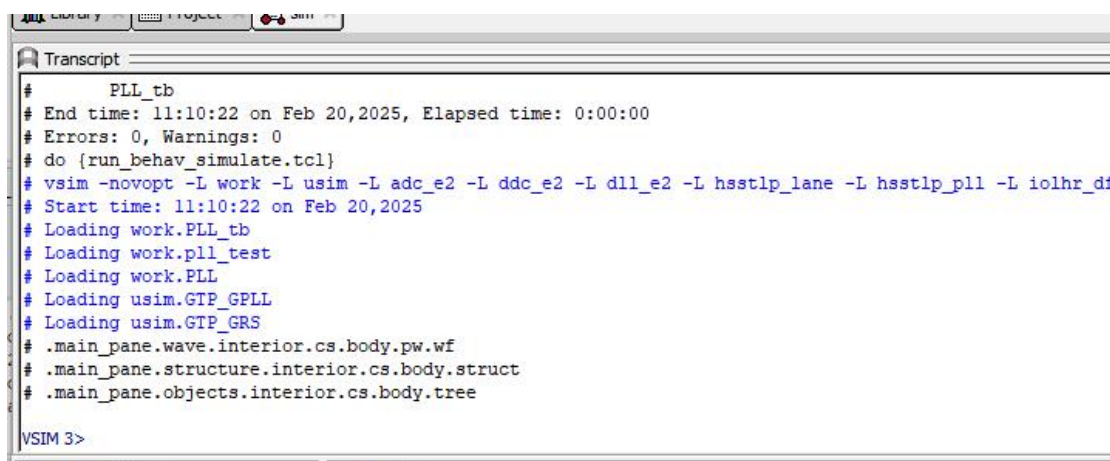 Library Project sim
Transcript
# PLL_tb
# End time: 11:10:22 on Feb 20,2025, Elapsed time: 0:00:00
# Errors: 0, Warnings: 0
# do {run_behav_simulate.tcl}
# vsim -novopt -L work -L usim -L adc_e2 -L ddc_e2 -L dll_e2 -L hsstlp_lane -L hsstlp_pll -L iolhr_df
# Start time: 11:10:22 on Feb 20,2025
# Loading work.PLL_tb
# Loading work.pll_test
# Loading work.PLL
# Loading usim.GTP_GPLL
# Loading usim.GTP_GRS
# .main_pane.wave.interior.cs.body.pw.wf
# .main_pane.structure.interior.cs.body.struct
# .main_pane.objects.interior.cs.body.tree
VSIM 3>